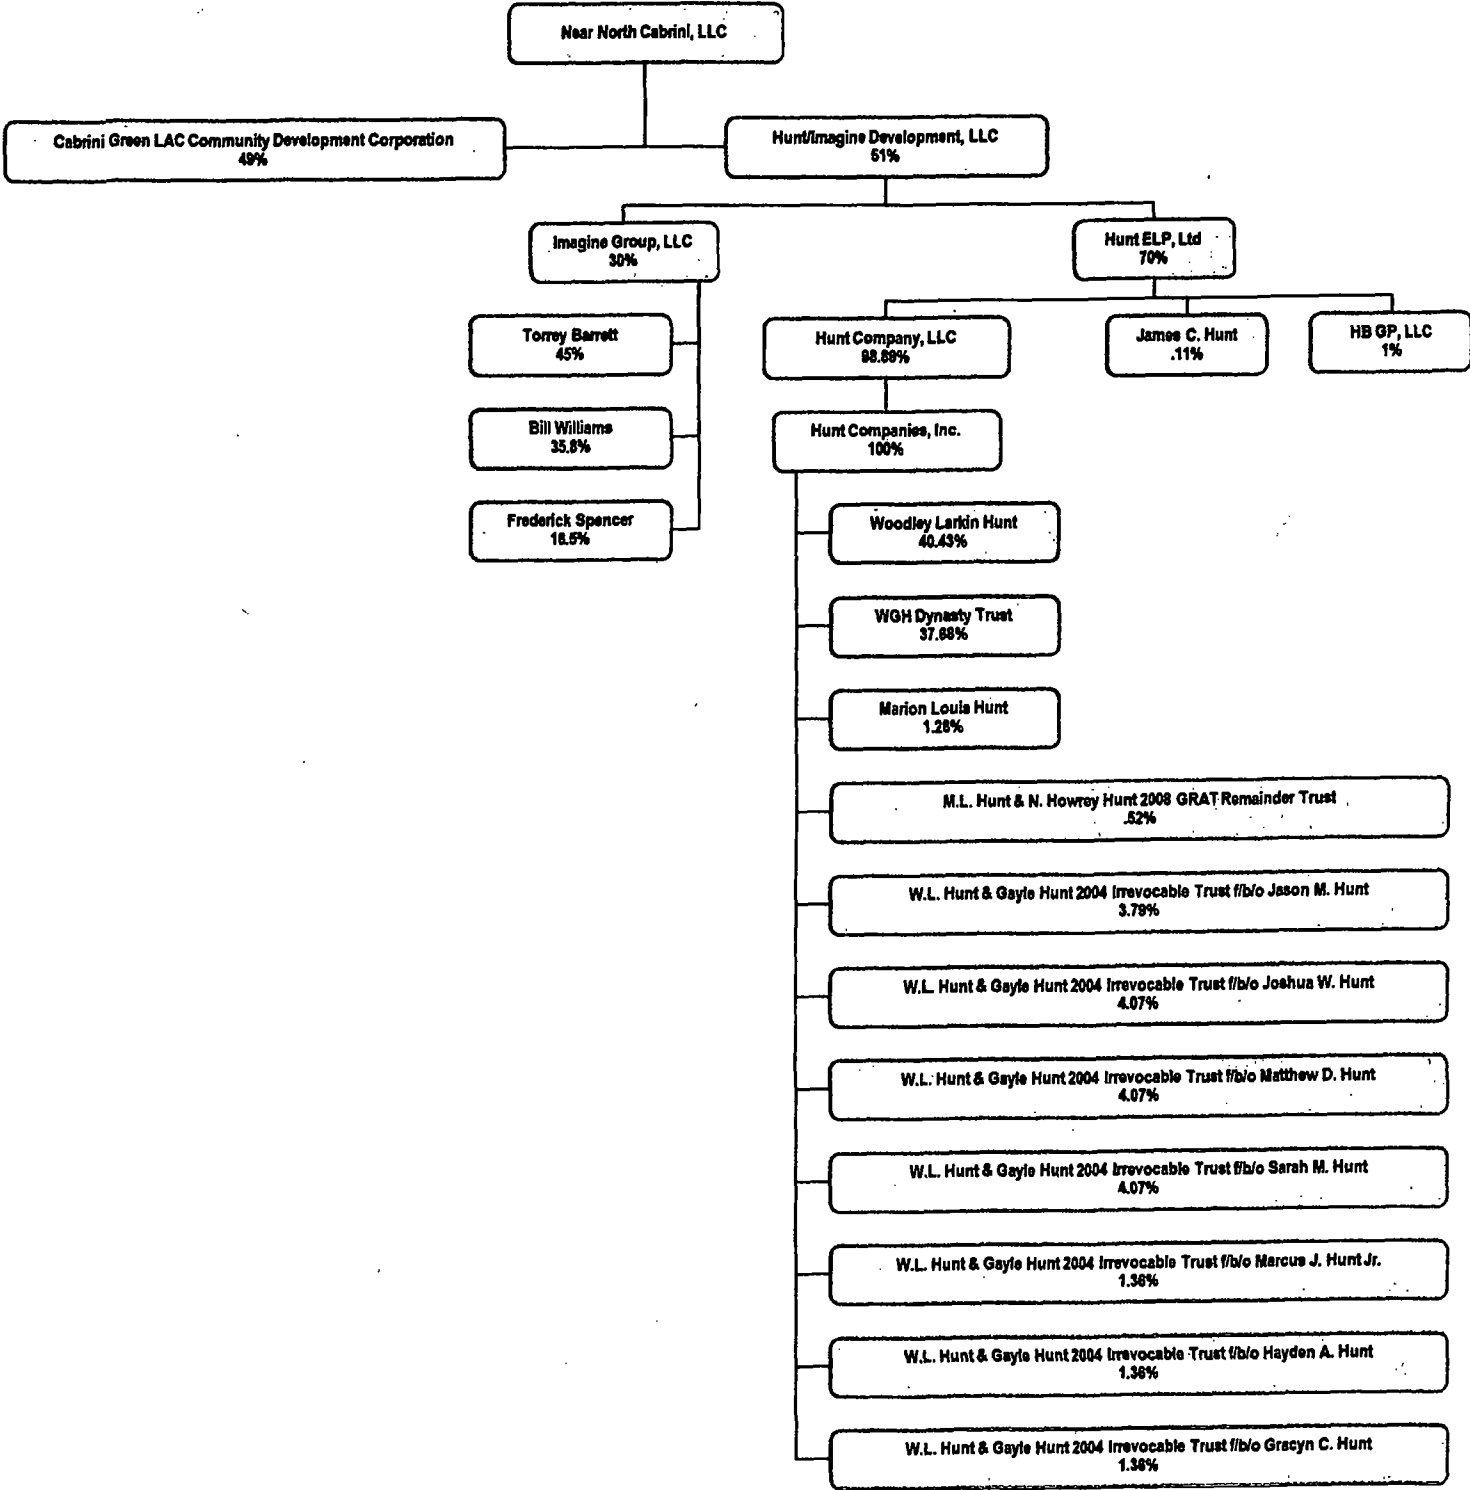 Near North Cabrini, LLC
Cabrini Green LAC Community Development Corporation
49%
Hunt/Imagine Development, LLC
51%
Imagine Group, LLC
30%
Hunt ELP, Ltd
70%
Torrey Barrett
45%
Hunt Company, LLC
98.89%
James C. Hunt
.11%
HB GP, LLC
1%
Bill Williams
35.8%
Hunt Companies, Inc.
100%
Frederick Spencer
16.5%
Woodley Larkin Hunt
40.43%
WGH Dynasty Trust
37.68%
Marion Louis Hunt
1.28%
M.L. Hunt & N. Howrey Hunt 2008 GRAT Remainder Trust
.52%
W.L. Hunt & Gayle Hunt 2004 Irrevocable Trust f/b/o Jason M. Hunt
3.79%
W.L. Hunt & Gayle Hunt 2004 Irrevocable Trust f/b/o Joshua W. Hunt
4.07%
W.L. Hunt & Gayle Hunt 2004 Irrevocable Trust f/b/o Matthew D. Hunt
4.07%
W.L. Hunt & Gayle Hunt 2004 Irrevocable Trust f/b/o Sarah M. Hunt
4.07%
W.L. Hunt & Gayle Hunt 2004 Irrevocable Trust f/b/o Marcus J. Hunt Jr.
1.36%
W.L. Hunt & Gayle Hunt 2004 Irrevocable Trust f/b/o Hayden A. Hunt
1.36%
W.L. Hunt & Gayle Hunt 2004 Irrevocable Trust f/b/o Gracyn C. Hunt
1.36%